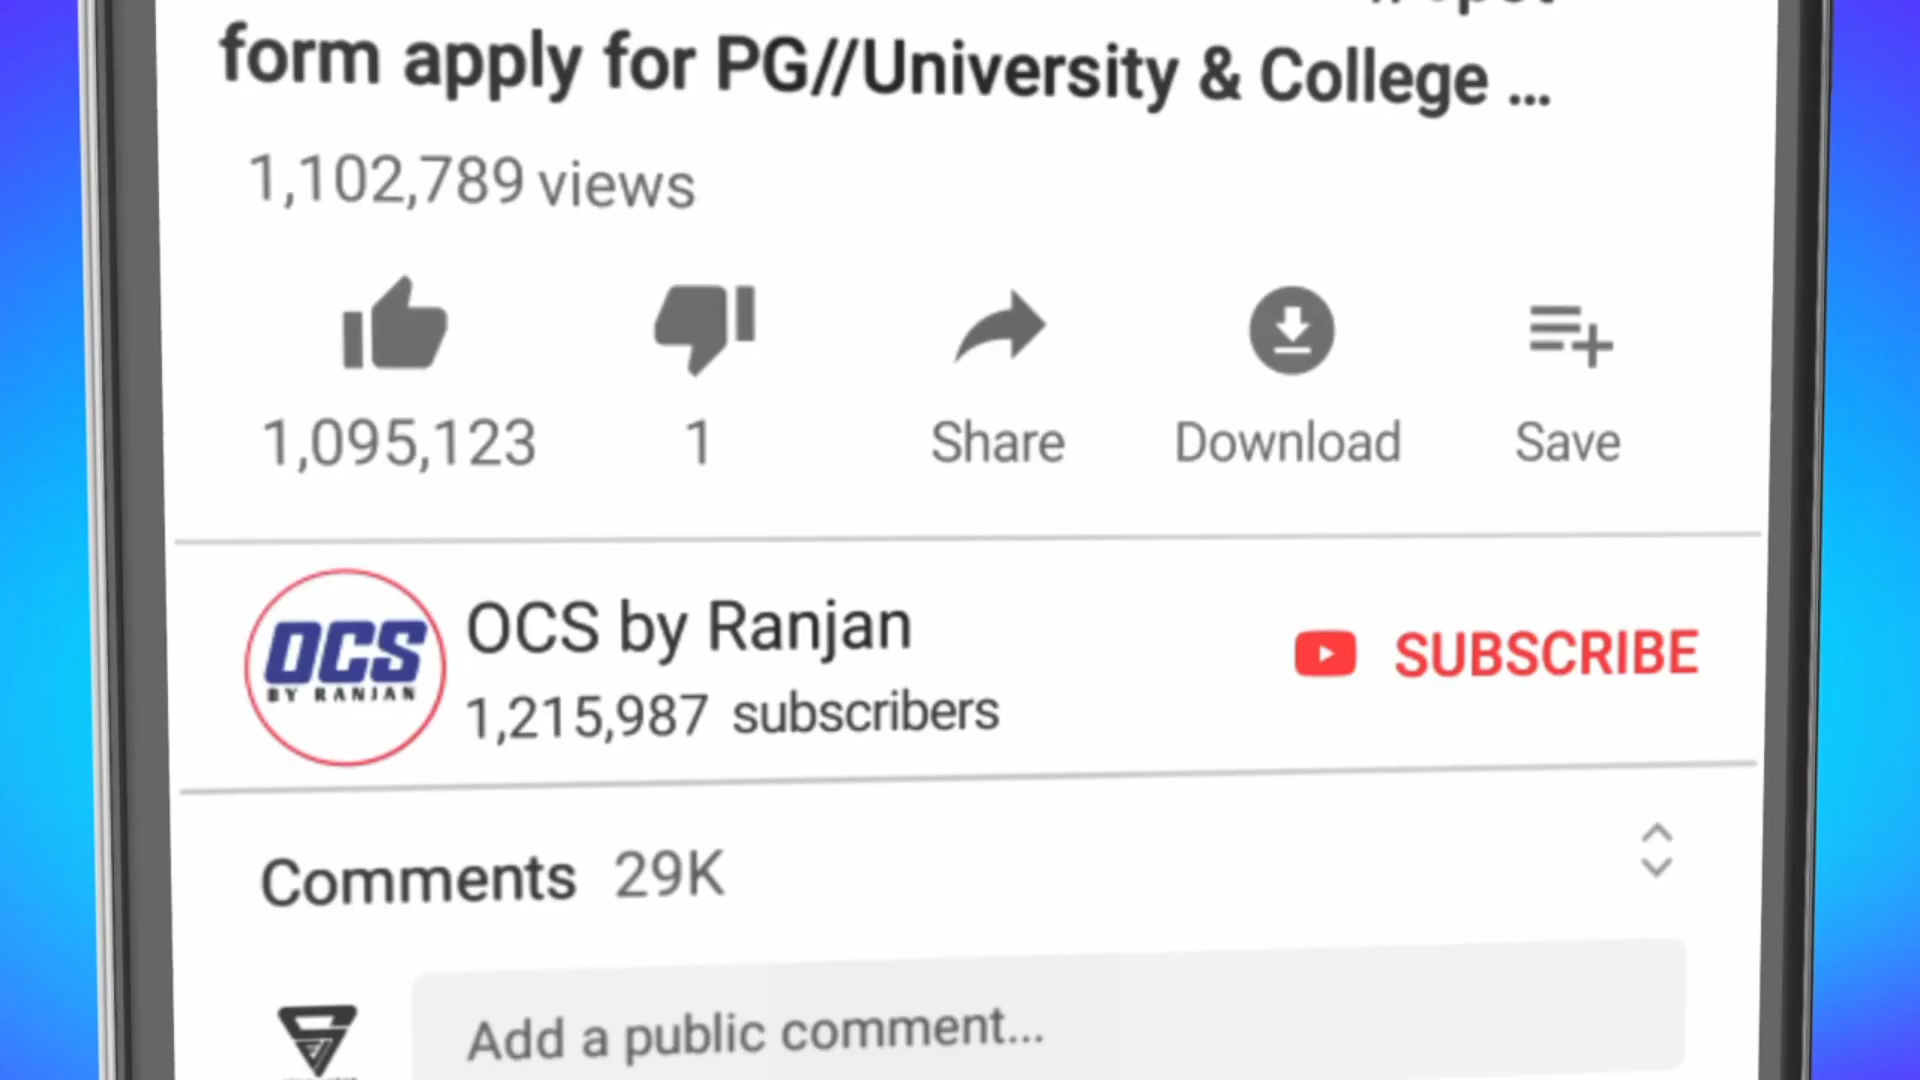 form apply for PG//University & College ...
1,102,789 views
1,095,123
1
Share
Download
Save
OCS
BY RANJAN
OCS by Ranjan
1,215,987 subscribers
SUBSCRIBE
Comments 29K
Add a public comment...